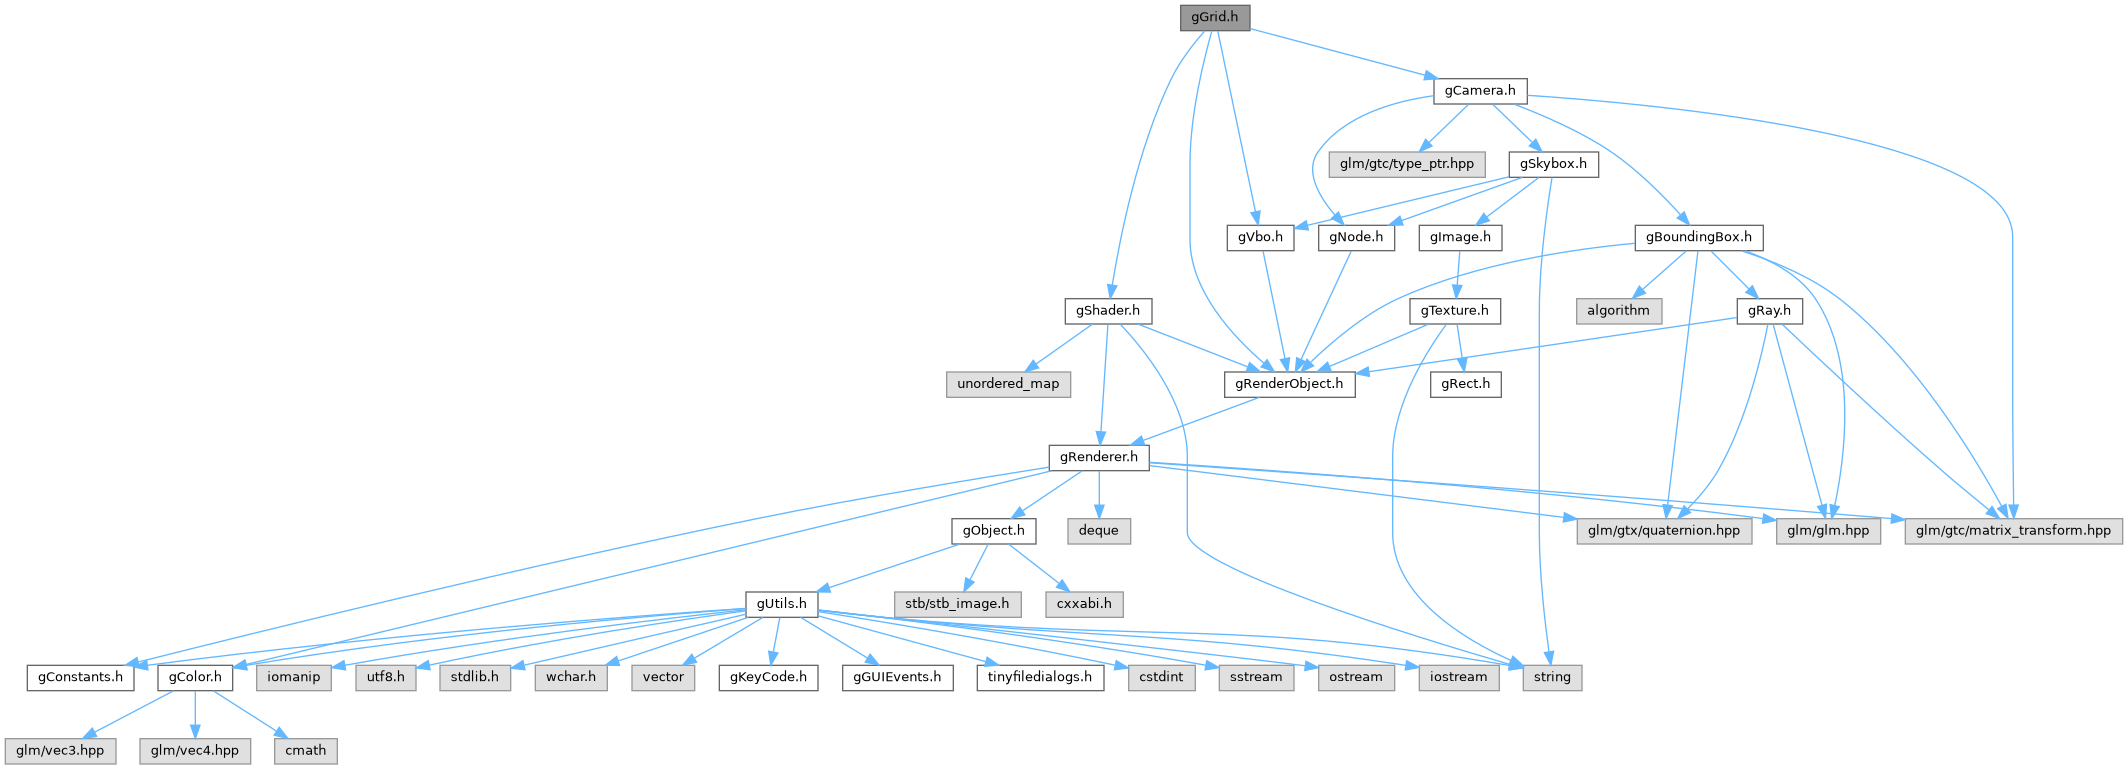 gGrid.h
gCamera.h
glm/gtc/type_ptr.hpp
gSkybox.h
gVbo.h
gNode.h
gImage.h
gBoundingBox.h
gShader.h
gTexture.h
algorithm
gRay.h
unordered_map
gRenderObject.h
gRect.h
gRenderer.h
gObject.h
deque
glm/gtx/quaternion.hpp
glm/glm.hpp
glm/gtc/matrix_transform.hpp
gUtils.h
stb/stb_image.h
cxxabi.h
gConstants.h
gColor.h
iomanip
utf8.h
stdlib.h
wchar.h
vector
gKeyCode.h
gGUIEvents.h
tinyfiledialogs.h
cstdint
sstream
ostream
iostream
string
glm/vec3.hpp
glm/vec4.hpp
cmath